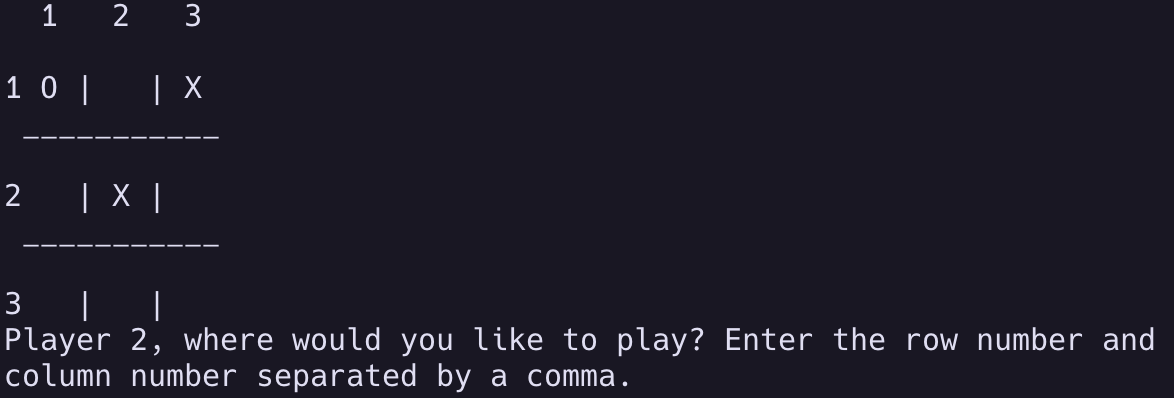 1 2 3
1 O | | X
-----------
2 | X |
-----------
3 | |
Player 2, where would you like to play? Enter the row number and
column number separated by a comma.